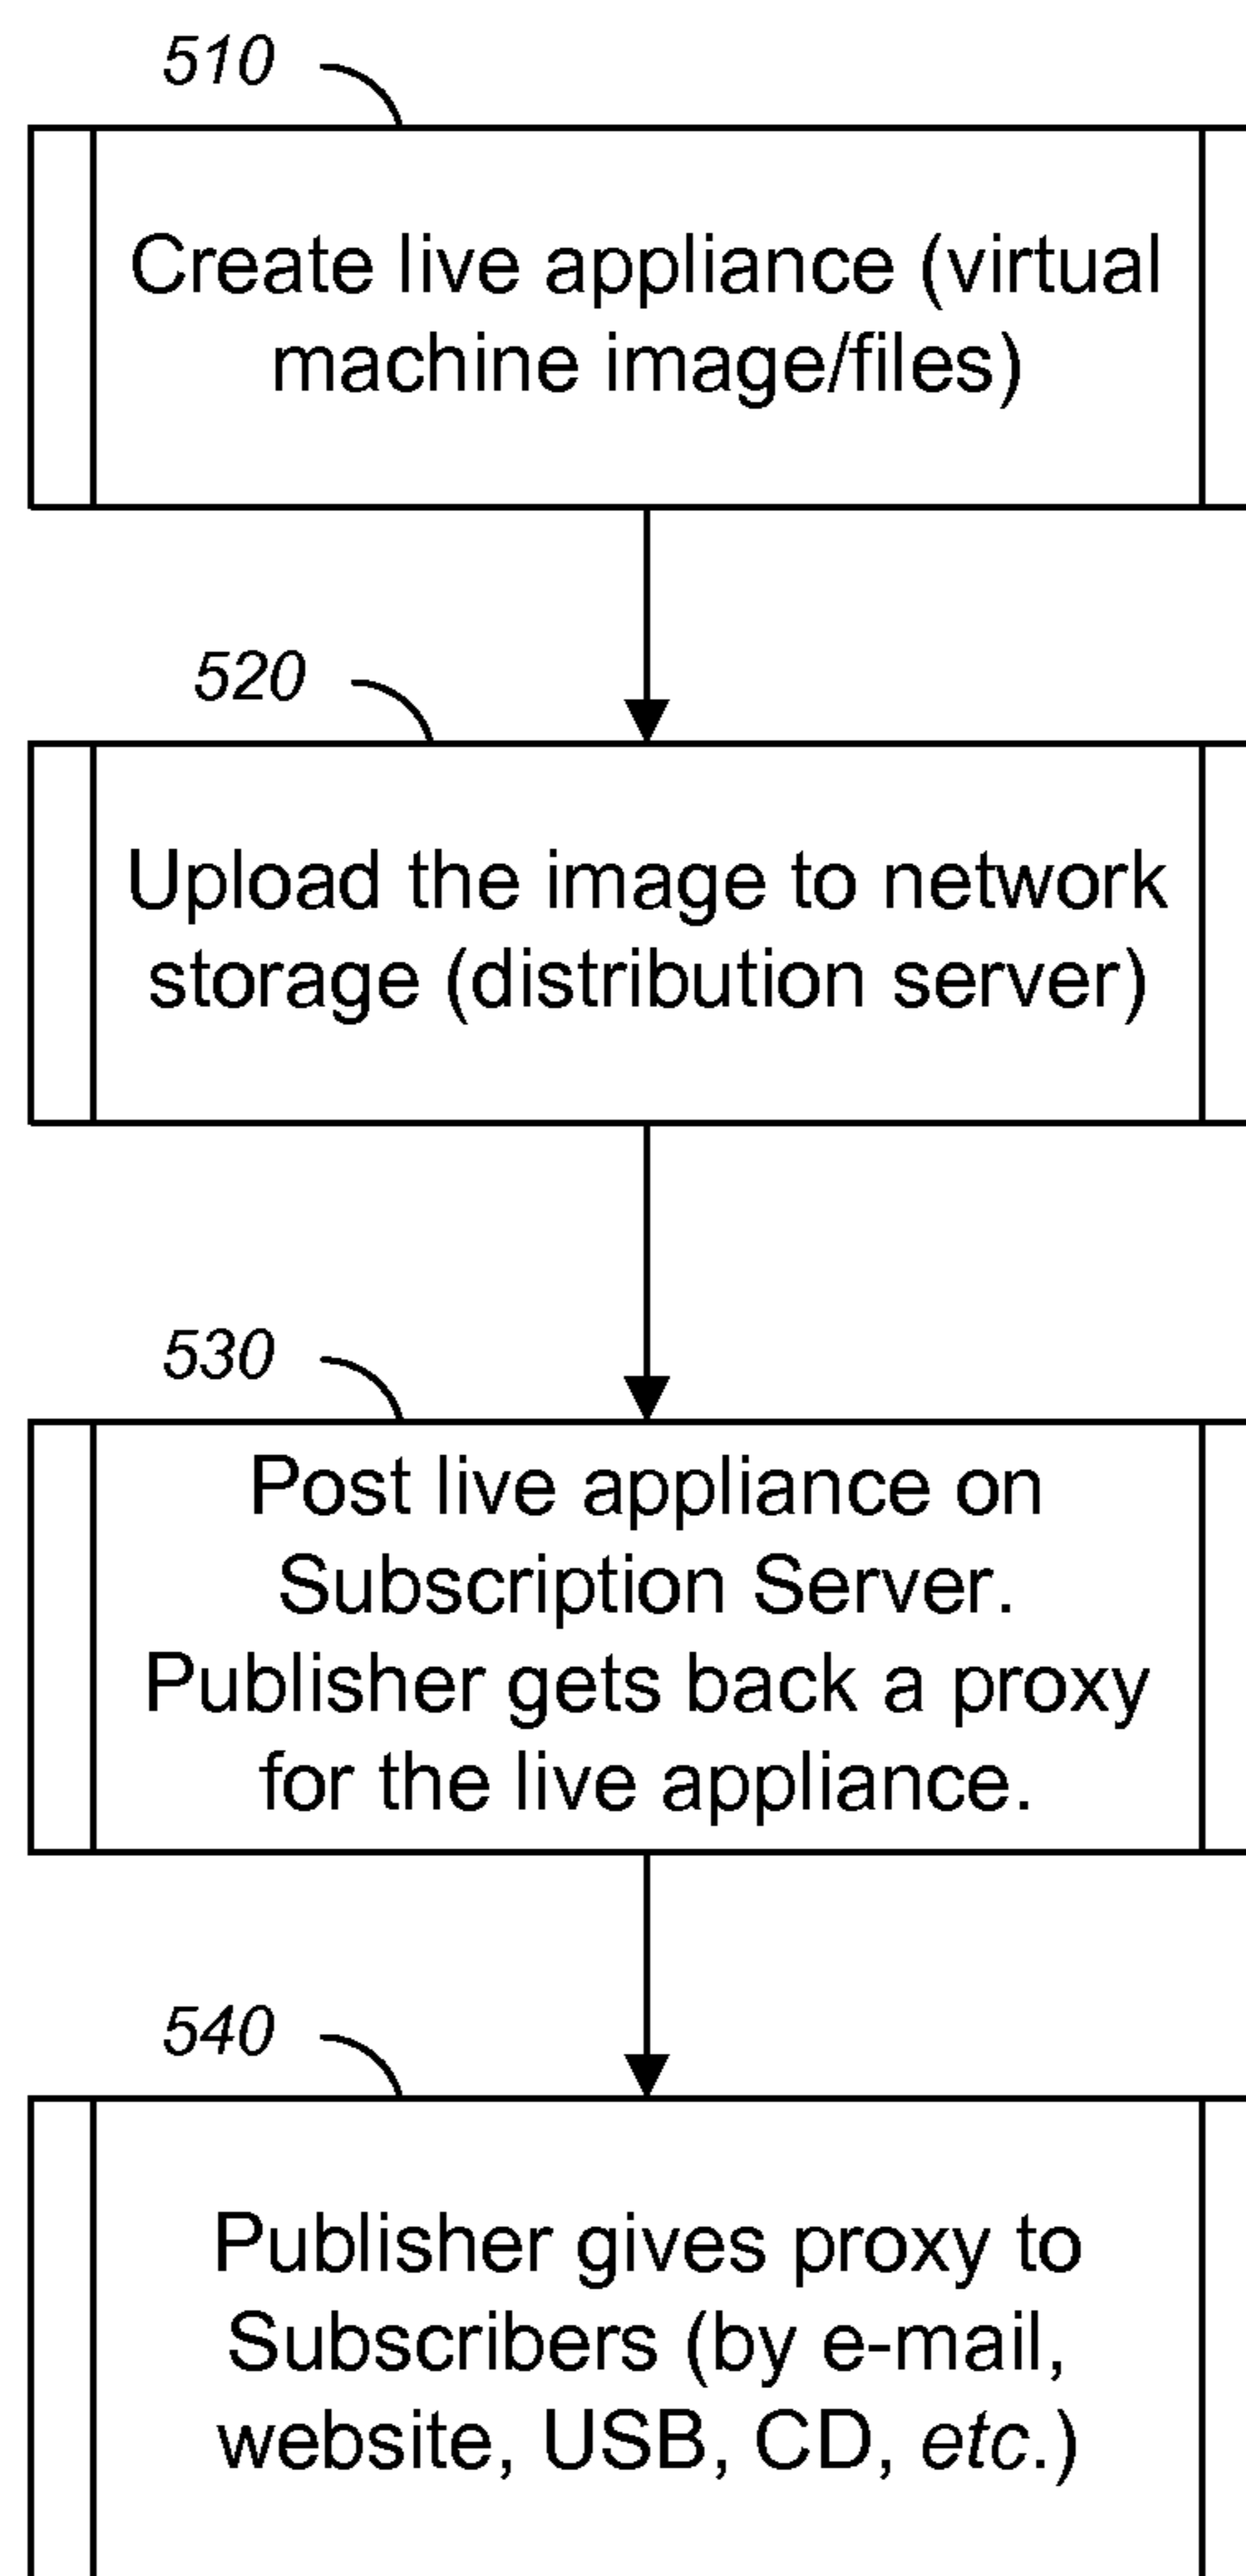 510
Create live appliance (virtual
machine image/files)
520
Upload the image to network
storage (distribution server)
530
Post live appliance on
Subscription Server.
Publisher gets back a proxy
for the live appliance.
540
Publisher gives proxy to
Subscribers (by e-mail,
website, USB, CD, etc.)